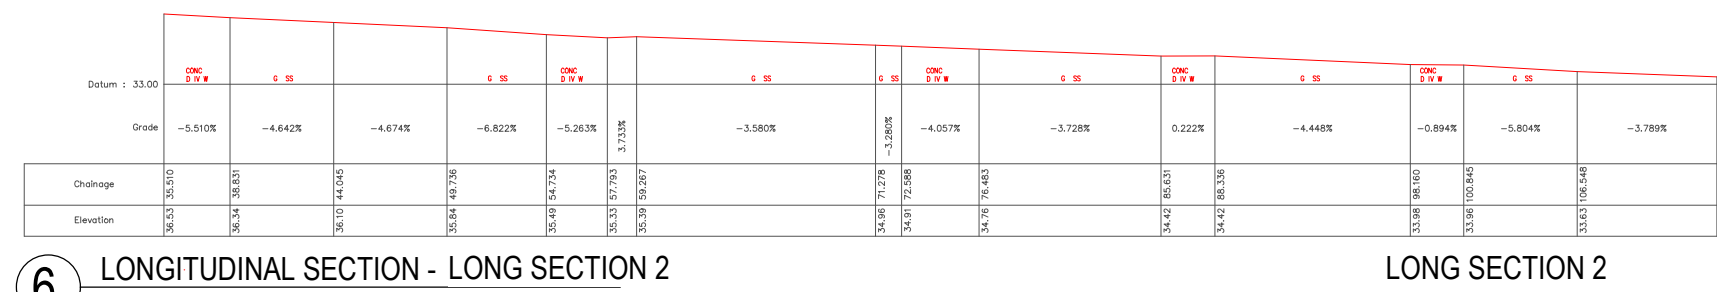 CONC CONC CONC CONC CONC
D IV W G SS G SS D IV W G SS G SS D IV W G SS D IV W G SS D IV W G SS
Datum : 33.00
Grade -5.510% -4.642% -4.674% -6.822% -5.263% 3.733% -3.580% -3.280% -4.057% -3.728% 0.222% -4.448% -0.894% -5.804% -3.789%
Chainage 35.510 38.831 44.045 49.736 54.734 57.793 59.267 71.278 72.588 76.483 85.631 88.336 98.160 100.845 106.548
Elevation 36.53 36.34 36.10 35.84 35.49 35.33 35.39 34.96 34.91 34.76 34.42 34.42 33.98 33.96 33.63
6 LONGITUDINAL SECTION - LONG SECTION 2 LONG SECTION 2